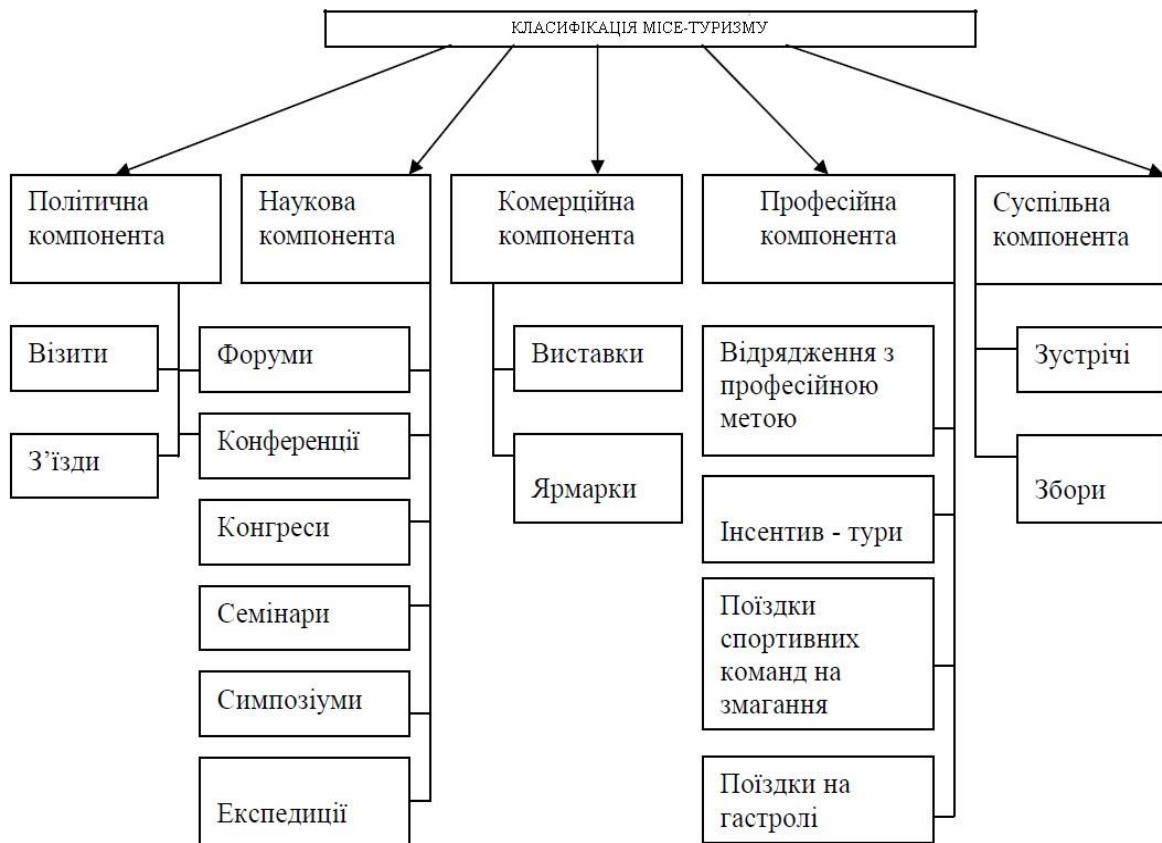 КЛАСИФІКАЦІЯ МІСЕ-ТУРИЗМУ
Політична
компонента
Наукова
компонента
Комерційна
компонента
Професійна
компонента
Суспільна
компонента
Візити
З’їзди
Форуми
Конференції
Конгреси
Семінари
Симпозіуми
Експедиції
Виставки
Ярмарки
Відрядження з
професійною
метою
Інсентив - тури
Поїздки
спортивних
команд на
змагання
Поїздки на
гастролі
Зустрічі
Збори